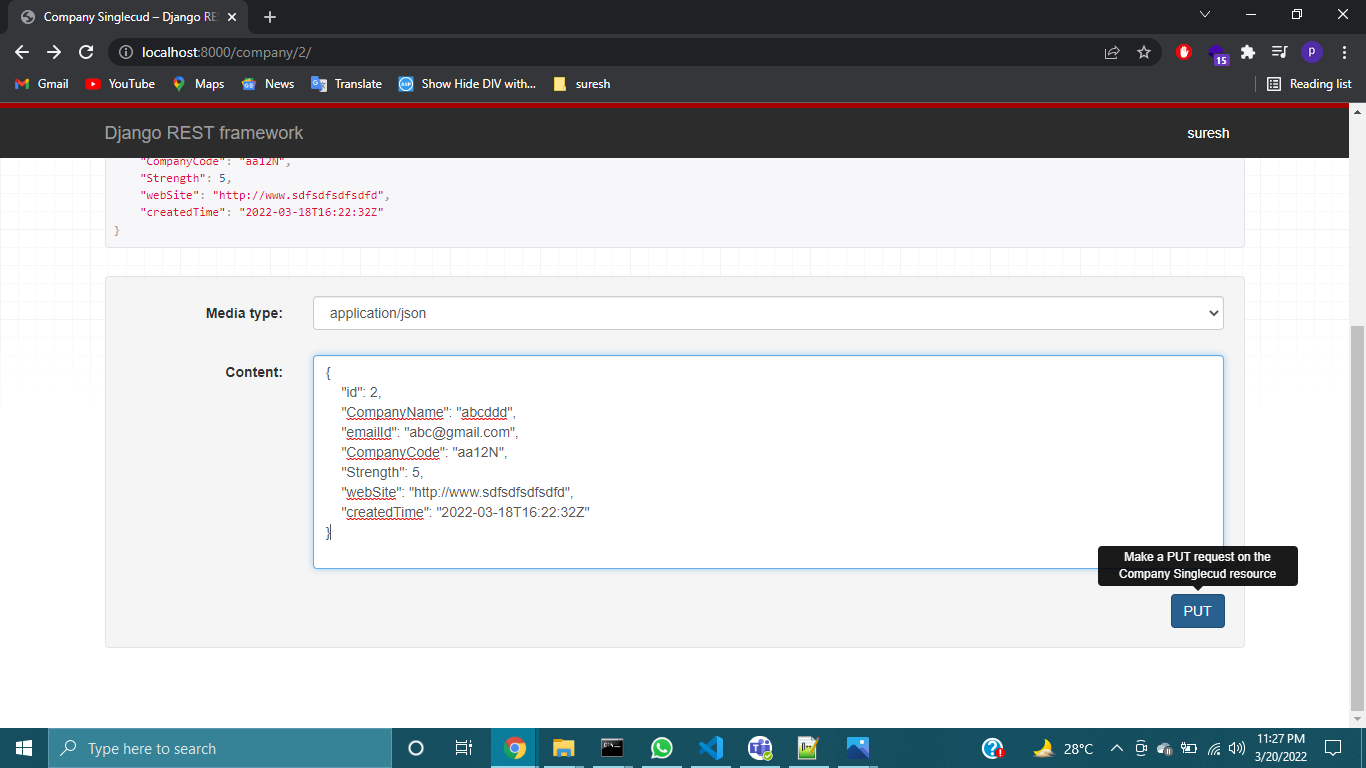 Company Singlecud – Django RE
localhost:8000/company/2/
15
p
Gmail
YouTube
Maps
News
Translate
Show Hide DIV with...
suresh
Reading list
Django REST framework
suresh
"CompanyCode": "aa12N",
"Strength": 5,
"webSite": "http://www.sdfsdfsdfsdfd",
"createdTime": "2022-03-18T16:22:32Z"
}
Media type:
application/json
Content:
{
"id": 2,
"CompanyName": "abcddd",
"emailId": "abc@gmail.com",
"CompanyCode": "aa12N",
"Strength": 5,
"webSite": "http://www.sdfsdfsdfsdfd",
"createdTime": "2022-03-18T16:22:32Z"
}
Make a PUT request on the
Company Singlecud resource
PUT
Type here to search
28°C
11:27 PM
3/20/2022